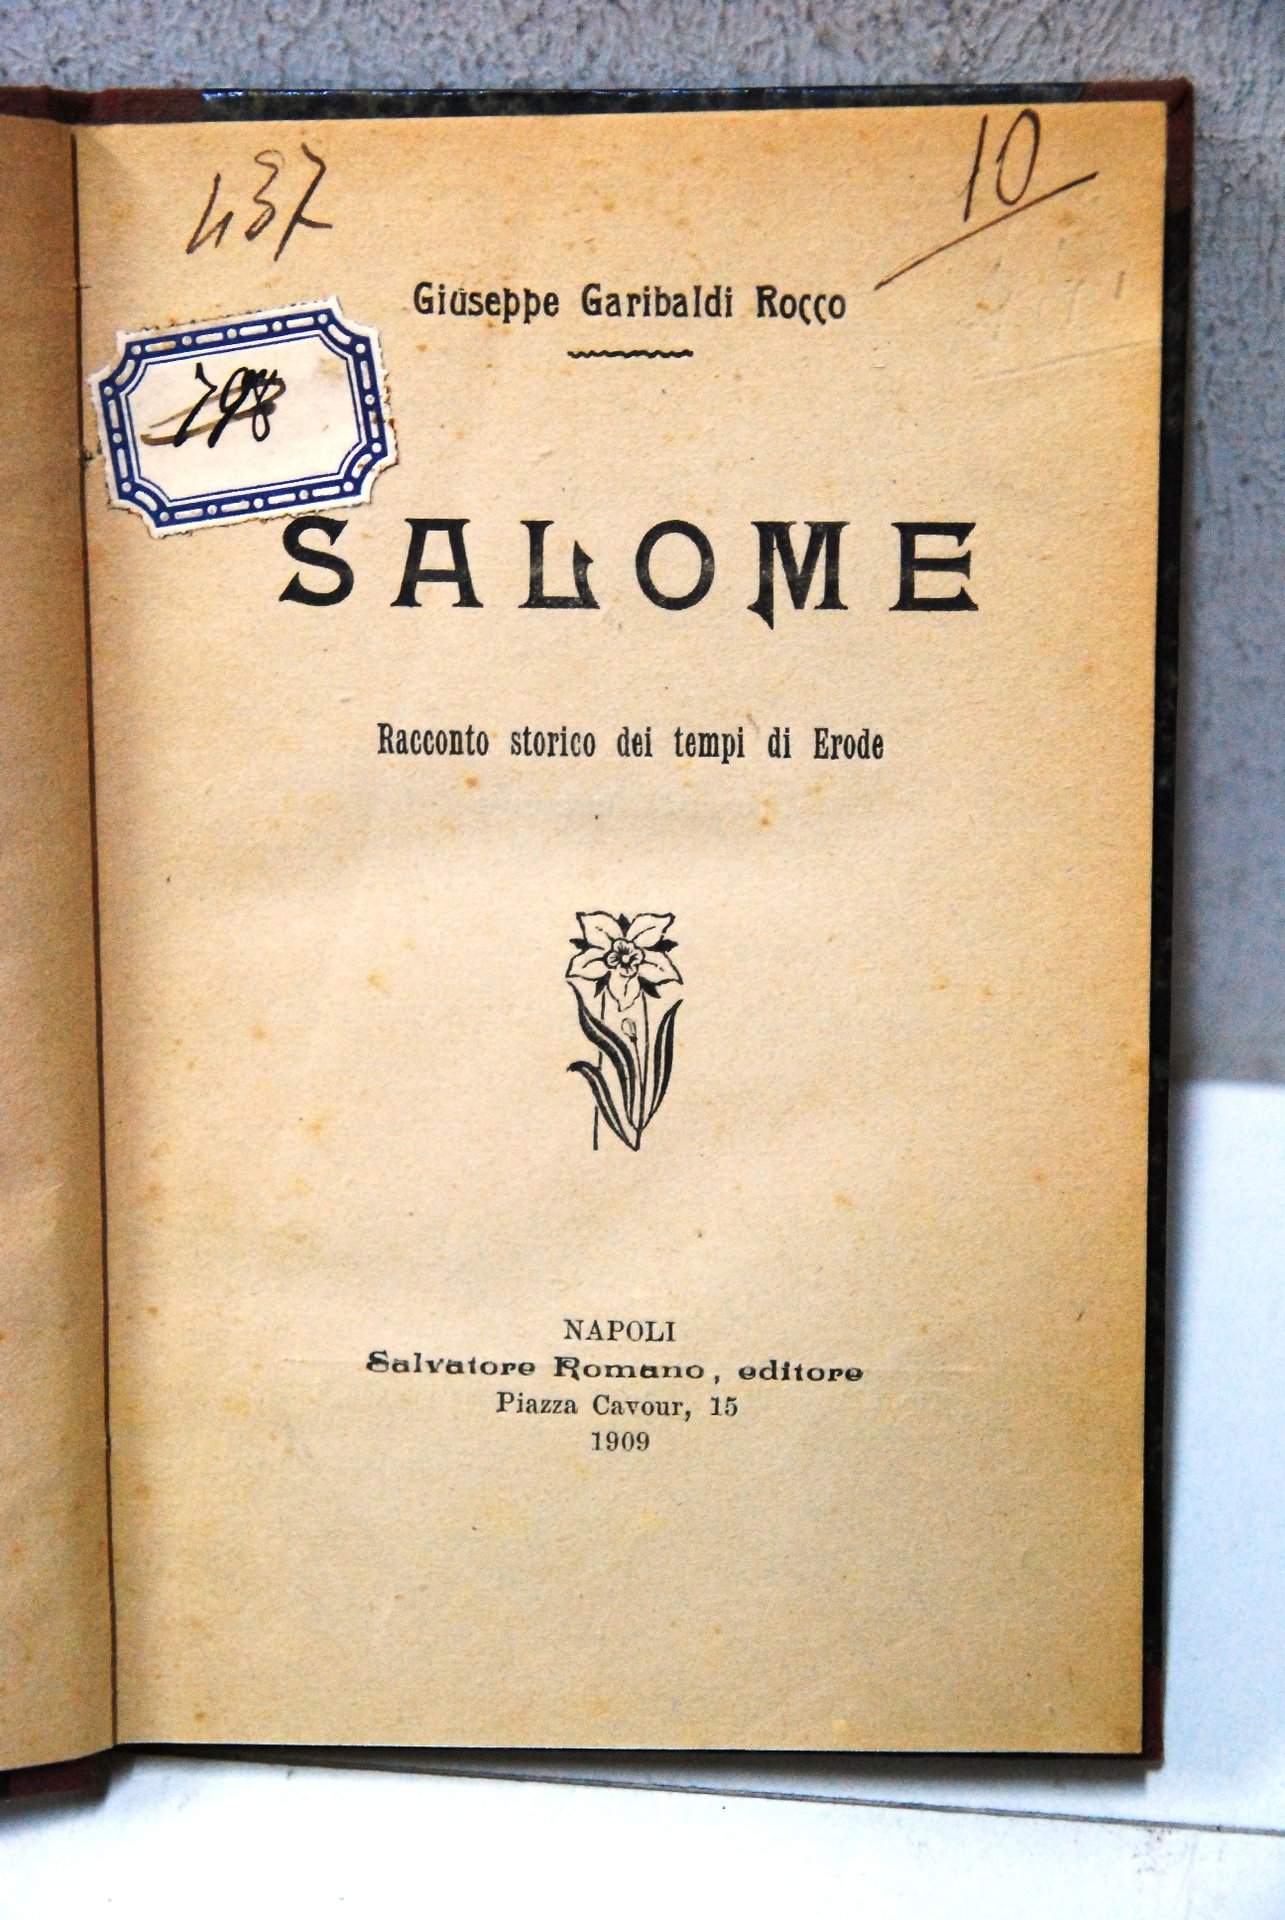 437
10
Giuseppe Garibaldi Rocco
798
SALOME
Racconto storico dei tempi di Erode
NAPOLI
Salvatore Romano, editore
Piazza Cavour, 15
1909